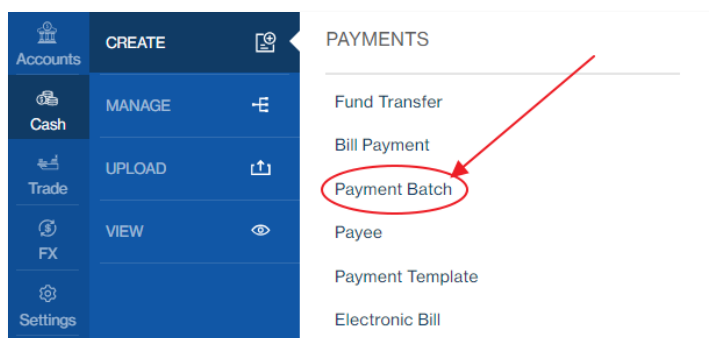 Accounts
Cash
Trade
FX
Settings
CREATE
MANAGE
UPLOAD
VIEW
PAYMENTS
Fund Transfer
Bill Payment
Payment Batch
Payee
Payment Template
Electronic Bill